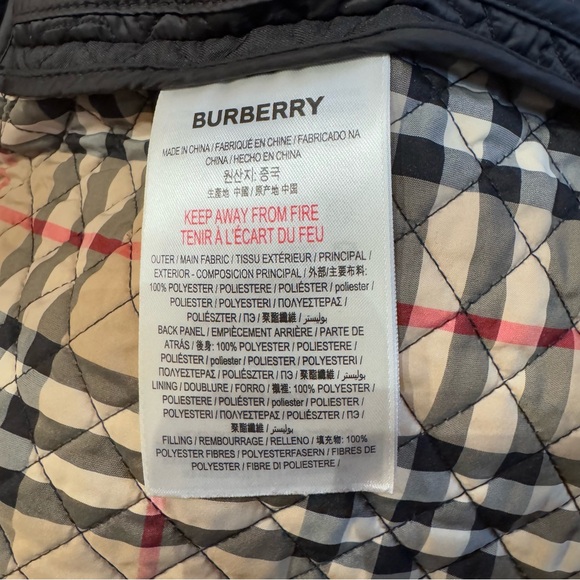 BURBERRY
MADE IN CHINA / FABRIQUÉ EN CHINE / FABRICADO NA
CHINA / HECHO EN CHINA
원산지: 중국
生產地 中國 / 原产地 中国
KEEP AWAY FROM FIRE
TENIR À L'ÉCART DU FEU
OUTER / MAIN FABRIC / TISSU EXTÉRIEUR / PRINCIPAL /
EXTERIOR - COMPOSICION PRINCIPAL / 外部/主要布料:
100% POLYESTER / POLIESTERE / POLIÉSTER / poliester /
POLIESTER / POLYESTERI / ΠΟΛΥΕΣΤΕΡΑΣ /
POLIÉSZTER / ПЭ / 聚酯纖維 / بوليستر /
BACK PANEL / EMPIÈCEMENT ARRIÈRE / PARTE DE
ATRÁS / 後身: 100% POLYESTER / POLIESTERE /
POLIÉSTER / poliester / POLIESTER / POLYESTERI /
ΠΟΛΥΕΣΤΕΡΑΣ / POLIÉSZTER / ПЭ / 聚酯纖維 / بوليستر /
LINING / DOUBLURE / FORRO / 襯裡: 100% POLYESTER /
POLIESTERE / POLIÉSTER / poliester / POLIESTER /
POLYESTERI / ΠΟΛΥΕΣΤΕΡΑΣ / POLIÉSZTER / ПЭ /
聚酯纖維 / بوليستر /
FILLING / REMBOURRAGE / RELLENO / 填充物: 100%
POLYESTER FIBRES / POLYESTERFASERN / FIBRES DE
POLYESTER / FIBRE DI POLIESTERE /